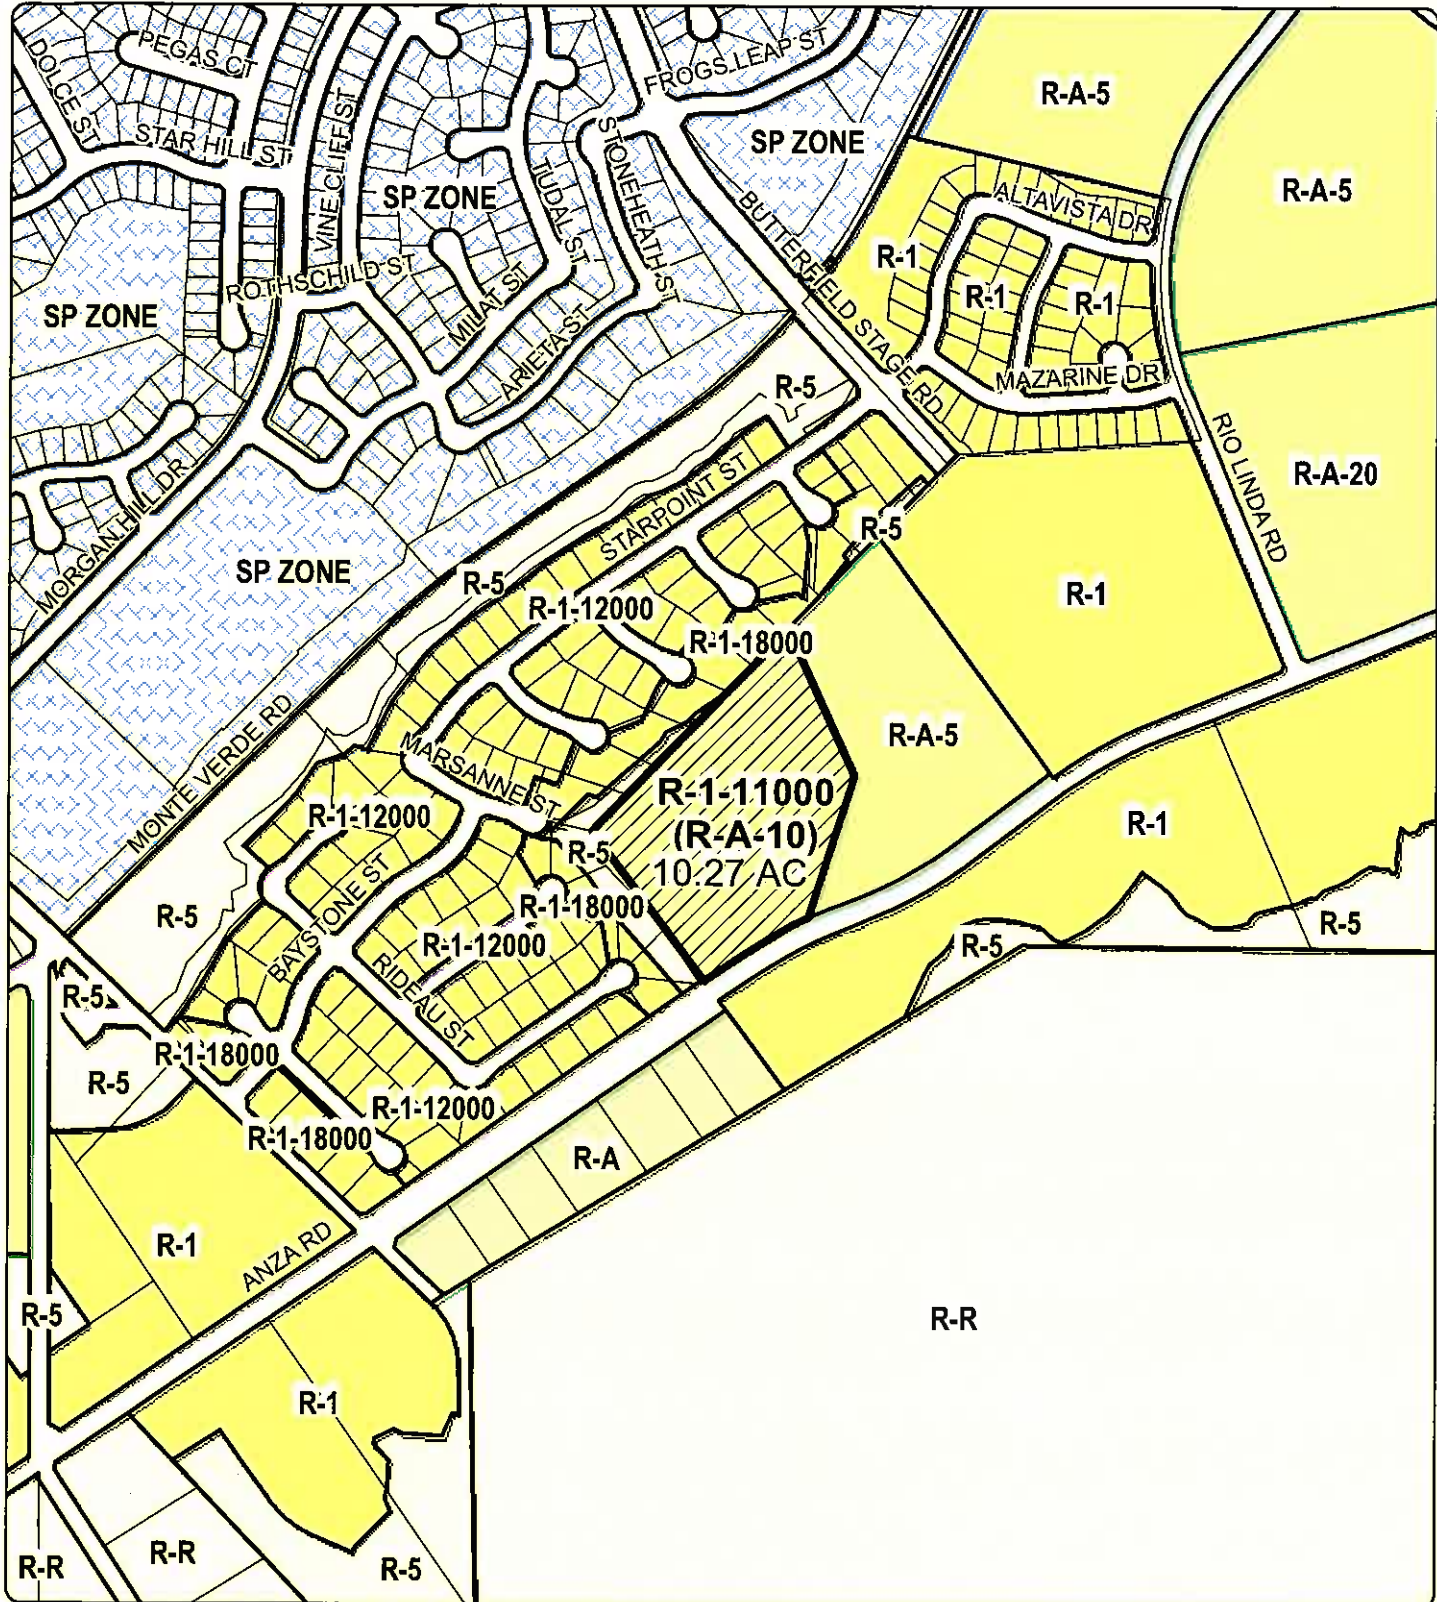 PEGAS CT
DOLCE ST
STAR HILL ST
VINE CLIFF ST
SP ZONE
TUDAL ST
STONEHEATH ST
FROGS LEAP ST
SP ZONE
R-A-5
R-A-5
ALTAVISTA DR
R-1
R-1
R-1
BUTTERFIELD STAGE RD
MAZARINE DR
RIO LINDA RD
R-A-20
ROTHSCHILD ST
MILAT ST
ARIETA ST
SP ZONE
MORGAN HILL DR
SP ZONE
R-5
STARPOINT ST
R-5
R-5
R-1-12000
R-1-18000
R-1
MONTE VERDE RD
MARSANNE ST
R-A-5
R-1-11000
(R-A-10)
10.27 AC
R-1-12000
R-5
R-1
R-5
BAYSTONE ST
R-1-18000
R-1-12000
RIDEAU ST
R-5
R-5
R-5
R-1-18000
R-5
R-1-12000
R-1-18000
R-A
R-1
ANZA RD
R-5
R-R
R-1
R-R
R-R
R-5